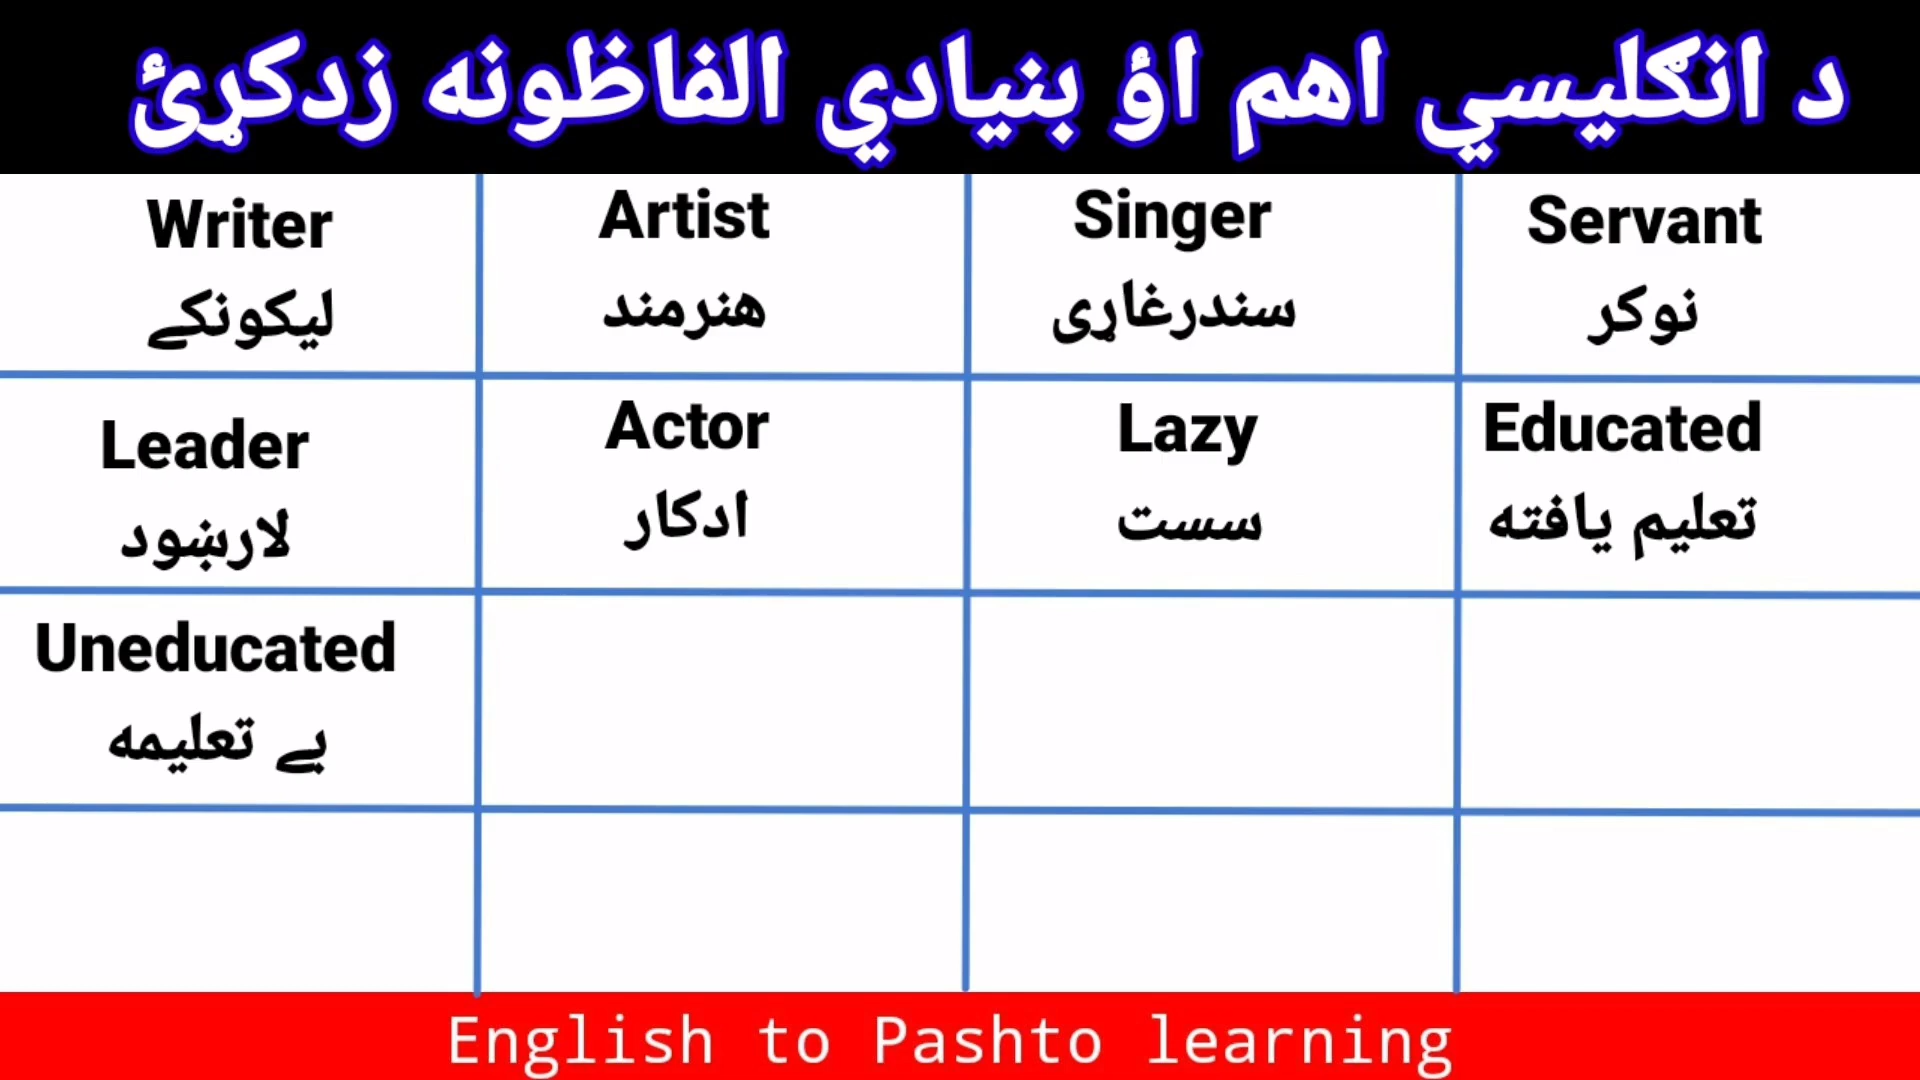 د انګلیسي اهم اؤ بنیادي الفاظونه زدکړئ
Writer
لیکونکے
Artist
هنرمند
Singer
سندرغاړی
Servant
نوکر
Leader
لارښود
Actor
ادکار
Lazy
سست
Educated
تعلیم یافته
Uneducated
بے تعلیمه
English to Pashto learning